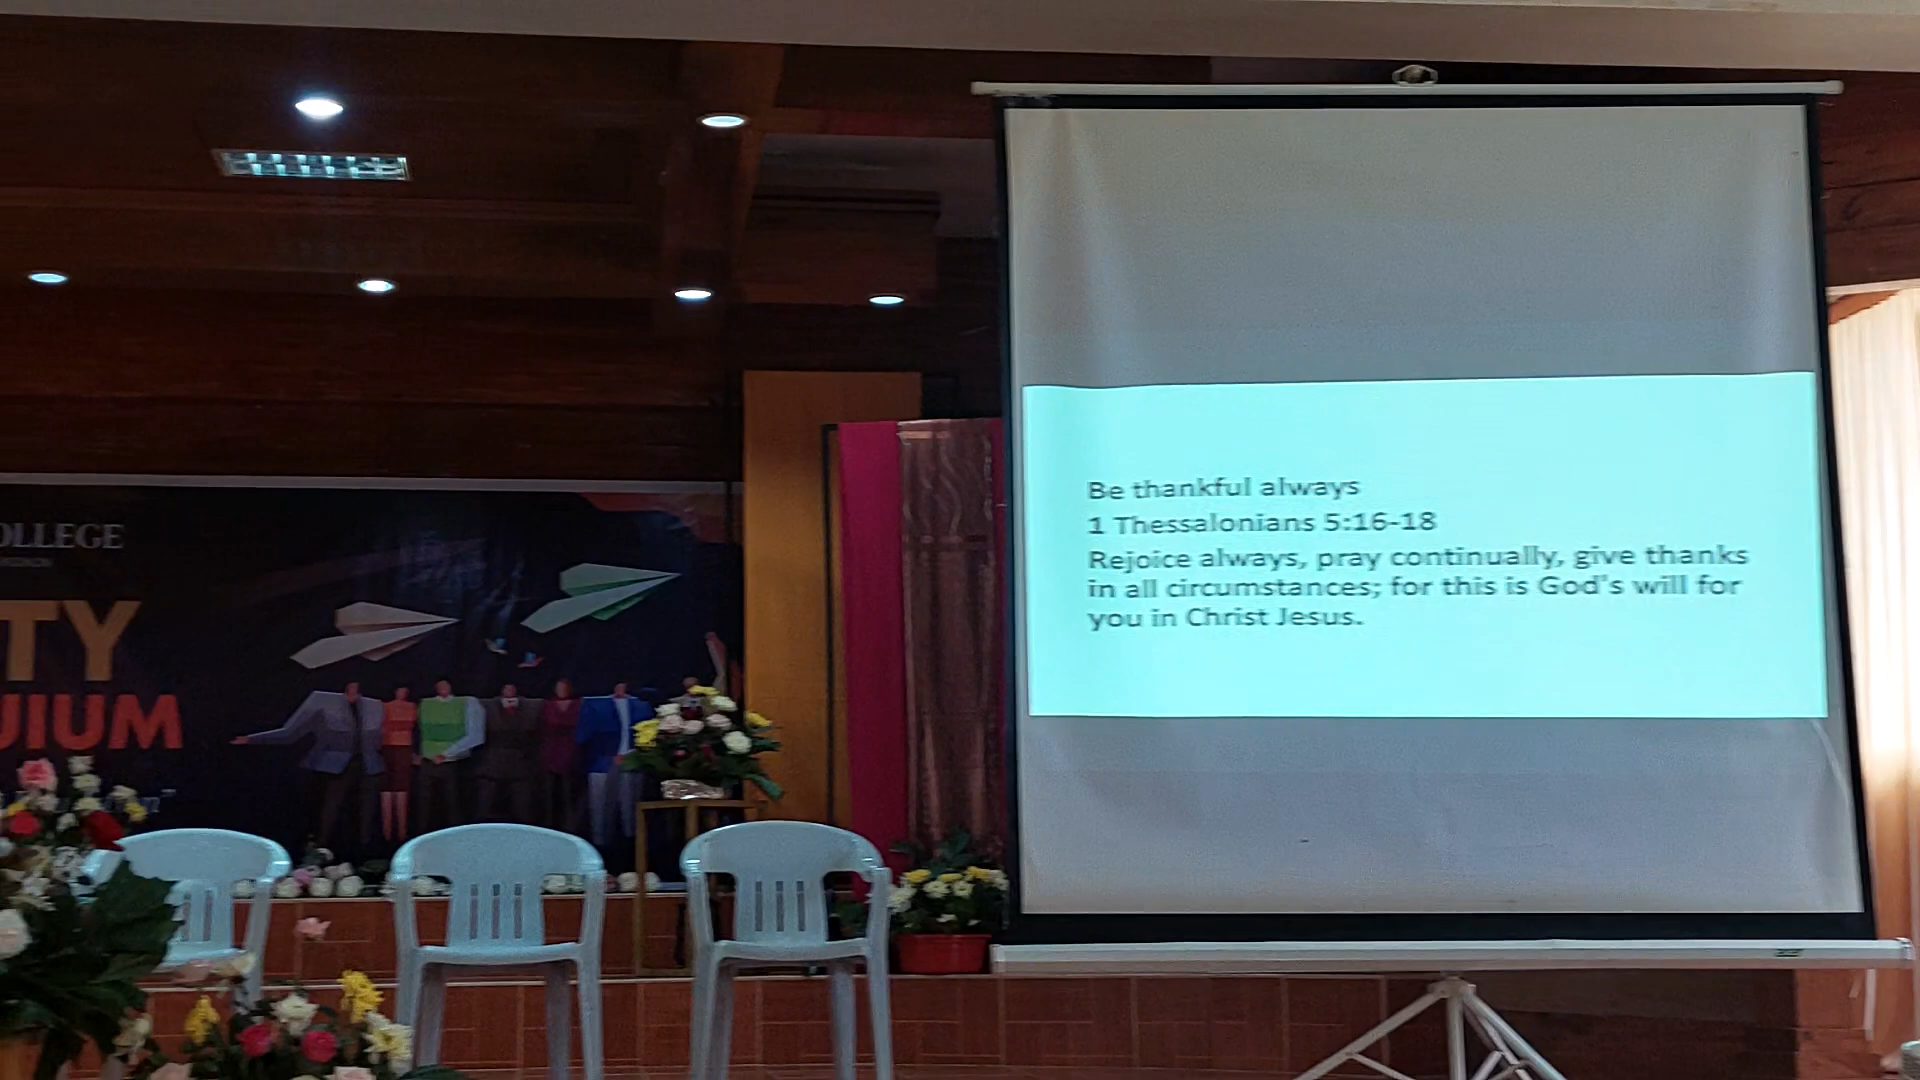 OLLEGE
TY
UIUM
Be thankful always
1 Thessalonians 5:16-18
Rejoice always, pray continually, give thanks
in all circumstances; for this is God's will for
you in Christ Jesus.